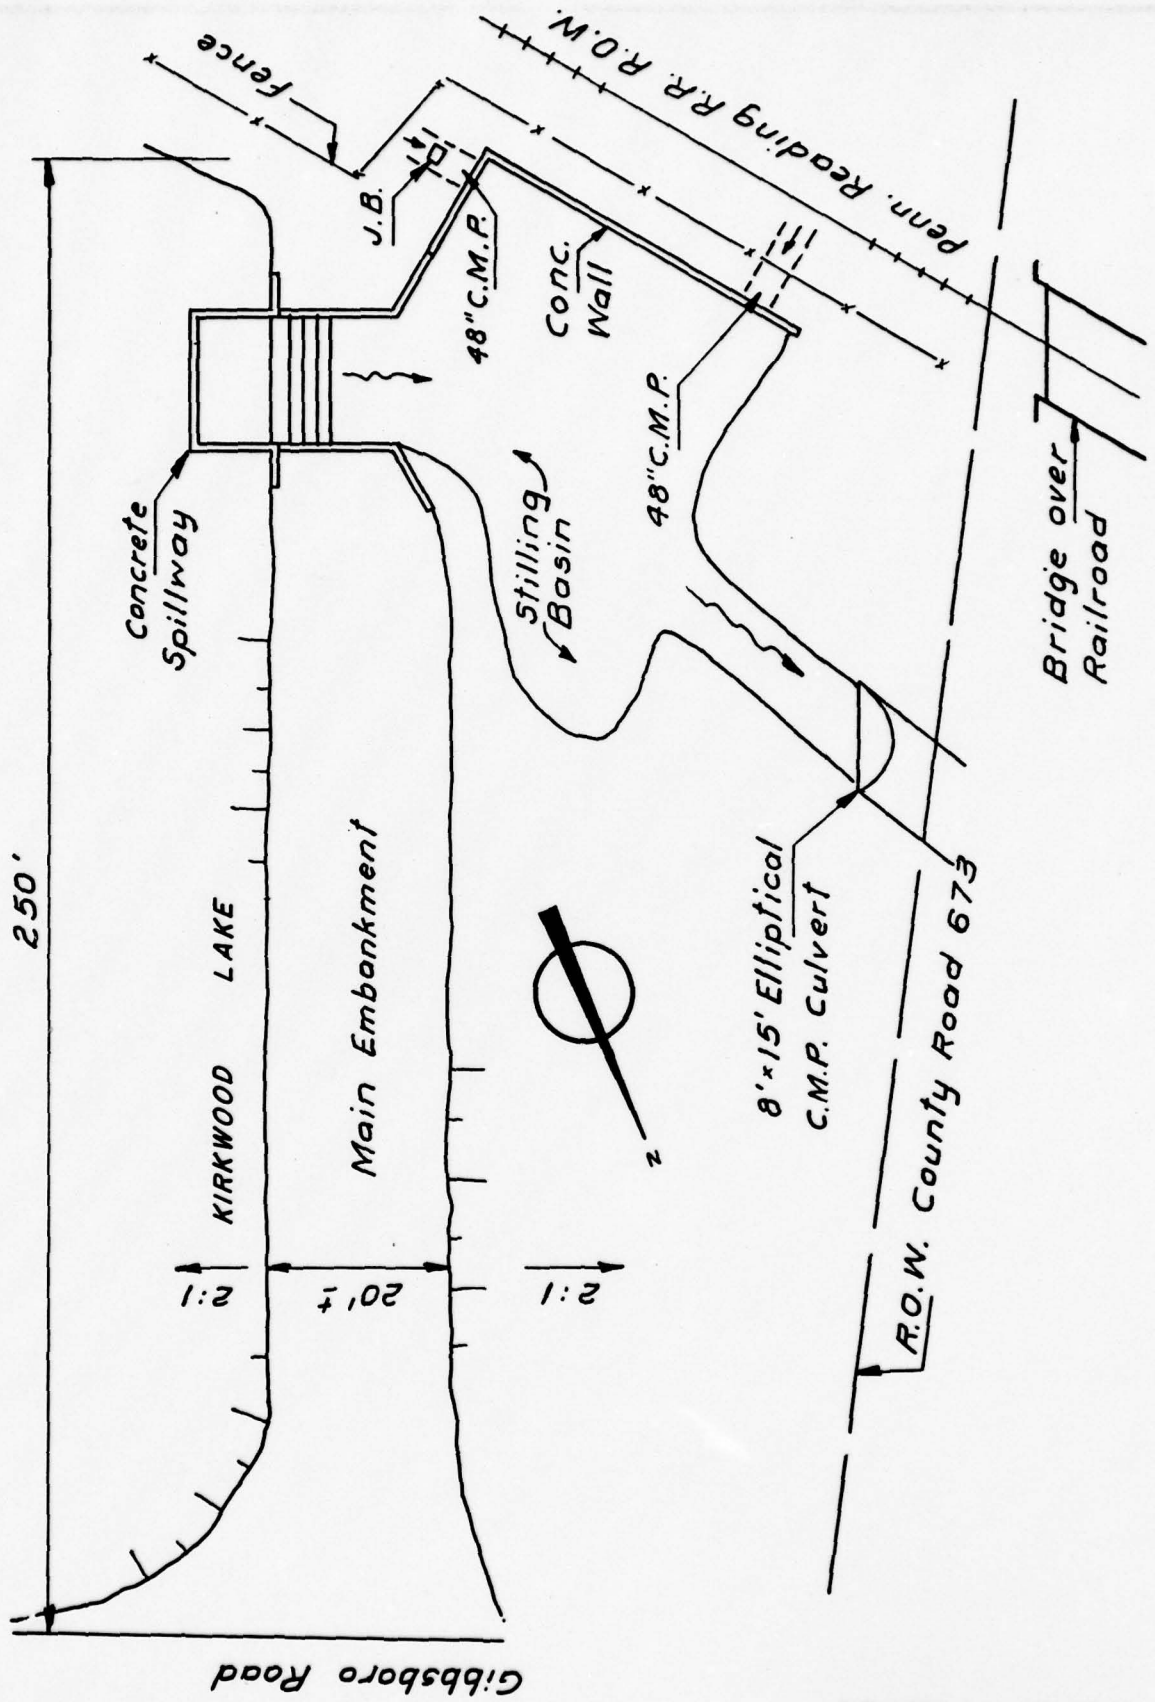 250'
Concrete
Spillway
J.B.
Fence
48"C.M.P.
Conc.
Wall
Penn. Reading R.R. R.O.W.
KIRKWOOD LAKE
Main Embankment
Stilling
Basin
48"C.M.P.
2:1
20'±
2:1
N
8'×15' Elliptical
C.M.P. Culvert
Bridge over
Railroad
R.O.W. County Road 673
Gibbsboro Road